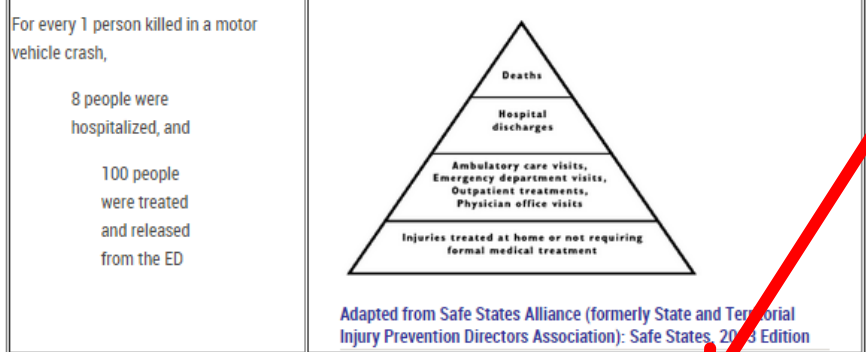 For every 1 person killed in a motor
vehicle crash,
8 people were
hospitalized, and
100 people
were treated
and released
from the ED
Deaths
Hospital
discharges
Ambulatory care visits,
Emergency department visits,
Outpatient treatments,
Physician office visits
Injuries treated at home or not requiring
formal medical treatment
Adapted from Safe States Alliance (formerly State and Territorial
Injury Prevention Directors Association): Safe States, Edition